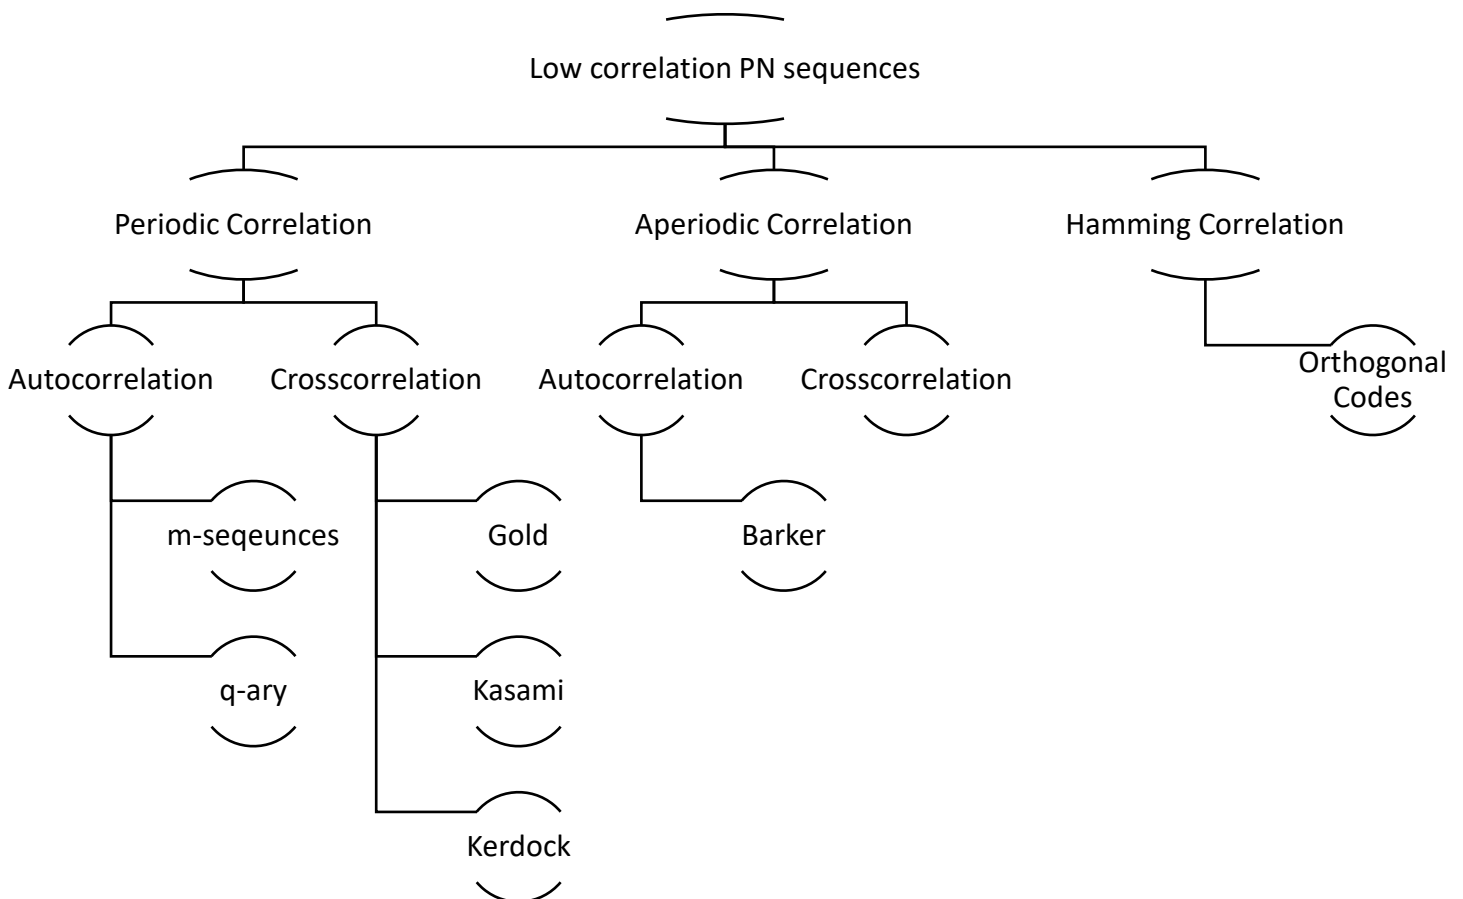 Low correlation PN sequences
Periodic Correlation
Aperiodic Correlation
Hamming Correlation
Autocorrelation
Crosscorrelation
Autocorrelation
Crosscorrelation
Orthogonal
Codes
m-seqeunces
Gold
Barker
q-ary
Kasami
Kerdock